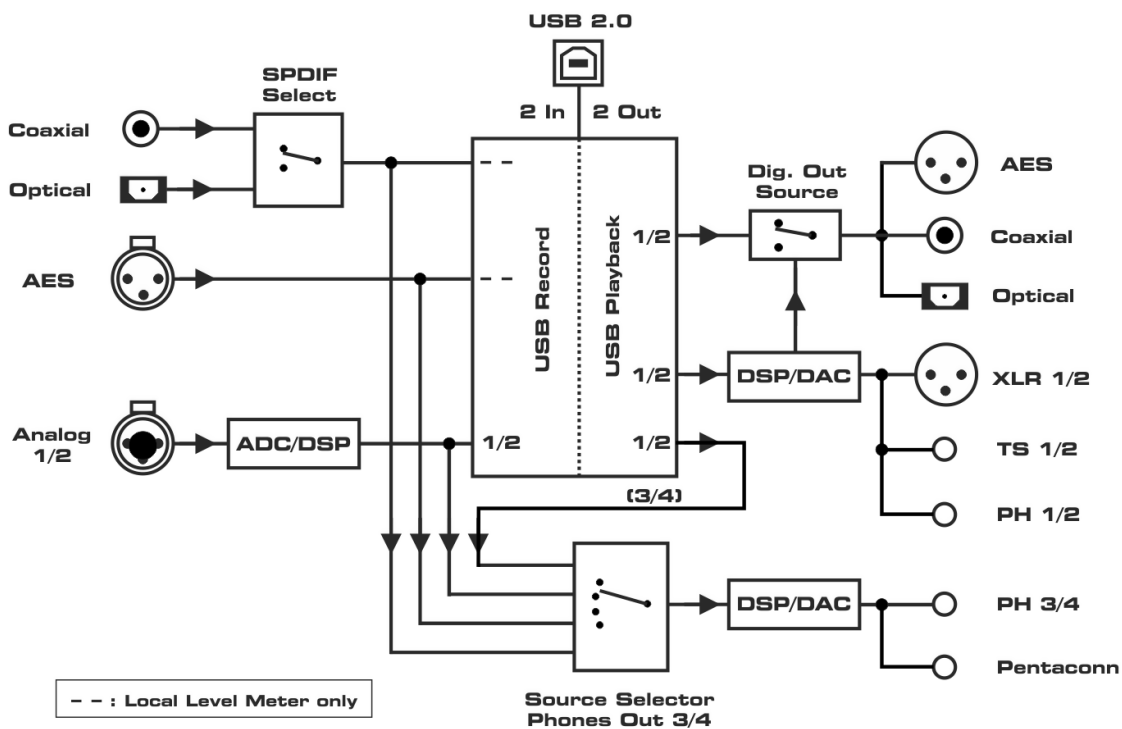 USB 2.0
SPDIF
Select
2 In
2 Out
Coaxial
Optical
AES
Analog
1/2
ADC/DSP
- -
- -
1/2
USB Record
USB Playback
1/2
1/2
1/2
(3/4)
Dig. Out
Source
DSP/DAC
AES
Coaxial
Optical
XLR 1/2
TS 1/2
PH 1/2
DSP/DAC
PH 3/4
Pentaconn
Source Selector
Phones Out 3/4
- - : Local Level Meter only